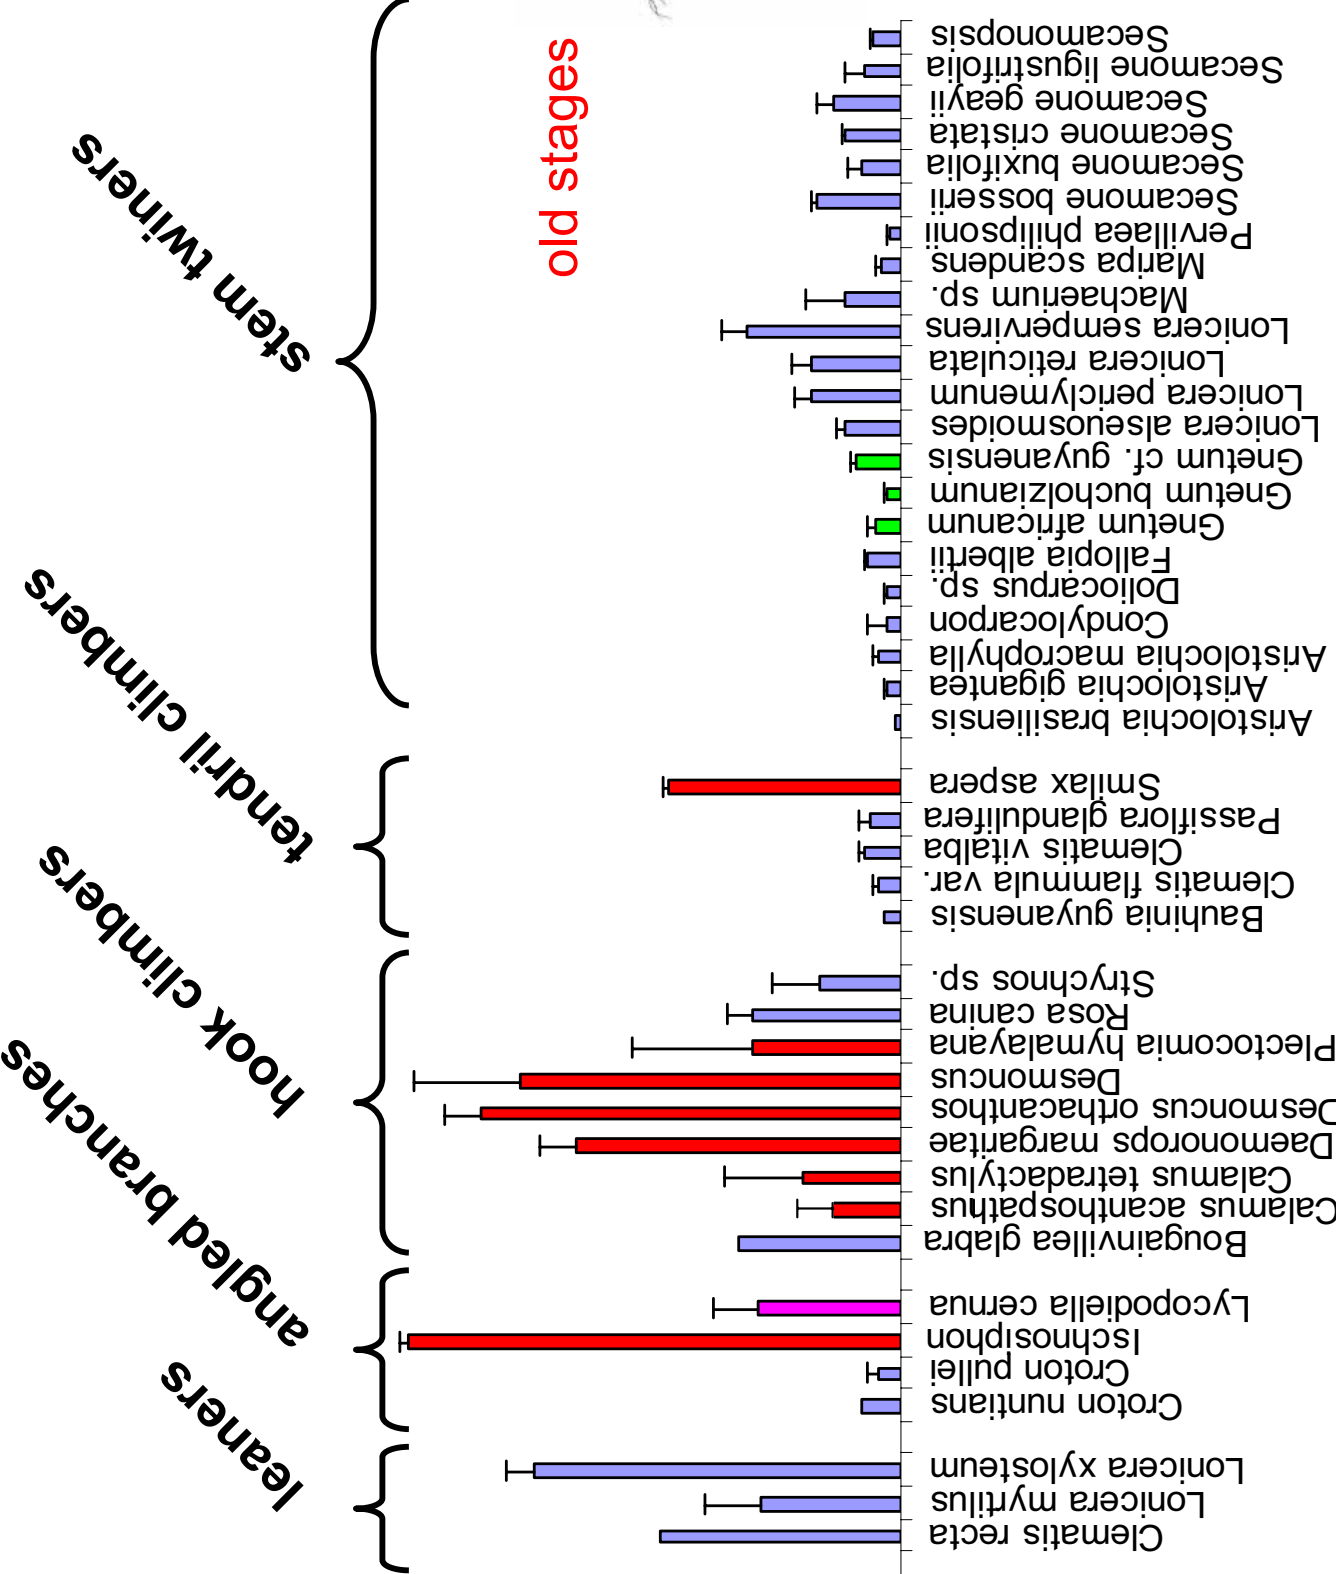 old stages
stem twiners
tendril climbers
hook climbers
angled branches
leaners
Secamonopsis
Secamone ligustrifolia
Secamone geayii
Secamone cristata
Secamone buxifolia
Secamone bosserii
Pervillaea philipsonii
Maripa scandens
Machaerium sp.
Lonicera sempervirens
Lonicera reticulata
Lonicera periclymenum
Lonicera alseuosmoides
Gnetum cf. guyanensis
Gnetum bucholzianum
Gnetum africanum
Fallopia albertii
Doliocarpus sp.
Condylocarpon
Aristolochia macrophylla
Aristolochia gigantea
Aristolochia brasiliensis
Smilax aspera
Passiflora glandulifera
Clematis vitalba
Clematis flammula var.
Bauhinia guyanensis
Strychnos sp.
Rosa canina
Plectocomia hymalayana
Desmoncus
Desmoncus orthacanthos
Daemonorops margaritae
Calamus tetradactylus
Calamus acanthospathus
Bougainvillea glabra
Lycopodiella cernua
Ischnosiphon
Croton pullei
Croton nuntians
Lonicera xylosteum
Lonicera myrtilus
Clematis recta